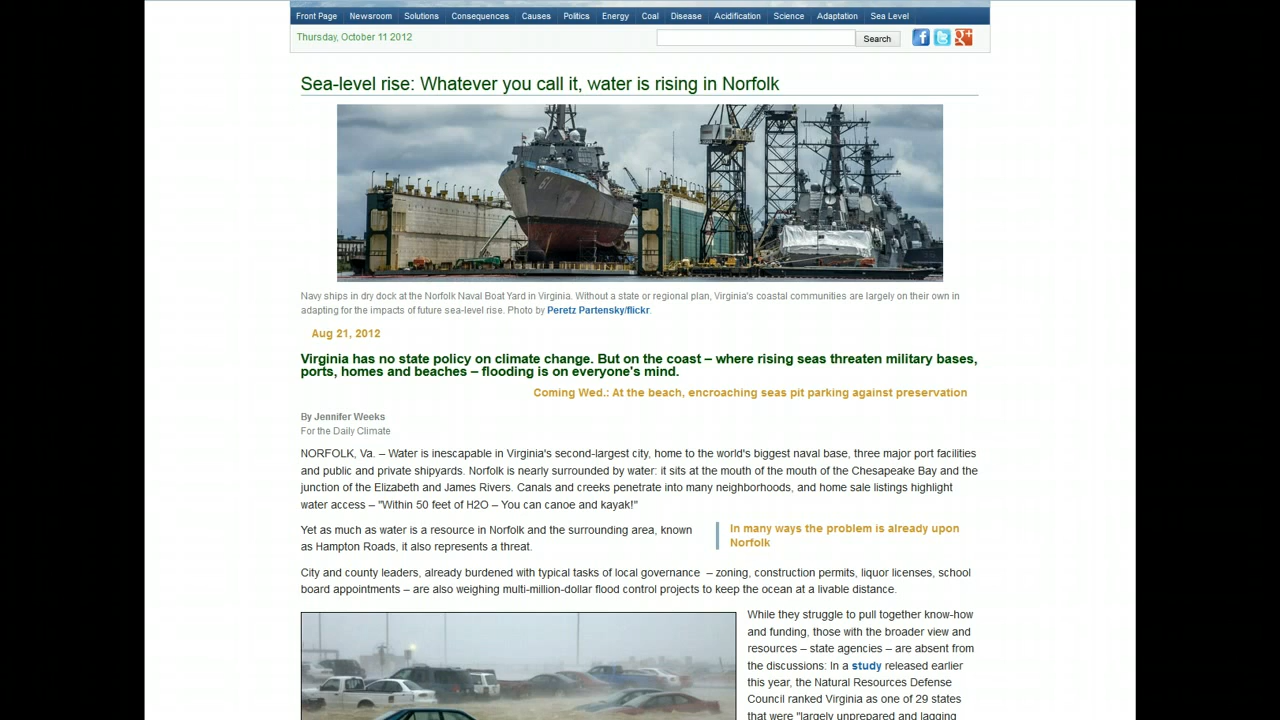 Front Page Newsroom Solutions Consequences Causes Politics Energy Coal Disease Acidification Science Adaptation Sea Level
Thursday, October 11 2012
Search
Sea-level rise: Whatever you call it, water is rising in Norfolk
Navy ships in dry dock at the Norfolk Naval Boat Yard in Virginia. Without a state or regional plan, Virginia's coastal communities are largely on their own in
adapting for the impacts of future sea-level rise. Photo by Peretz Partensky/flickr.
Aug 21, 2012
Virginia has no state policy on climate change. But on the coast – where rising seas threaten military bases,
ports, homes and beaches – flooding is on everyone's mind.
Coming Wed.: At the beach, encroaching seas pit parking against preservation
By Jennifer Weeks
For the Daily Climate
NORFOLK, Va. – Water is inescapable in Virginia's second-largest city, home to the world's biggest naval base, three major port facilities
and public and private shipyards. Norfolk is nearly surrounded by water: it sits at the mouth of the mouth of the Chesapeake Bay and the
junction of the Elizabeth and James Rivers. Canals and creeks penetrate into many neighborhoods, and home sale listings highlight
water access – "Within 50 feet of H2O – You can canoe and kayak!"
Yet as much as water is a resource in Norfolk and the surrounding area, known
as Hampton Roads, it also represents a threat.
In many ways the problem is already upon
Norfolk
City and county leaders, already burdened with typical tasks of local governance – zoning, construction permits, liquor licenses, school
board appointments – are also weighing multi-million-dollar flood control projects to keep the ocean at a livable distance.
While they struggle to pull together know-how
and funding, those with the broader view and
resources – state agencies – are absent from
the discussions: In a study released earlier
this year, the Natural Resources Defense
Council ranked Virginia as one of 29 states
that were "largely unprepared and lagging